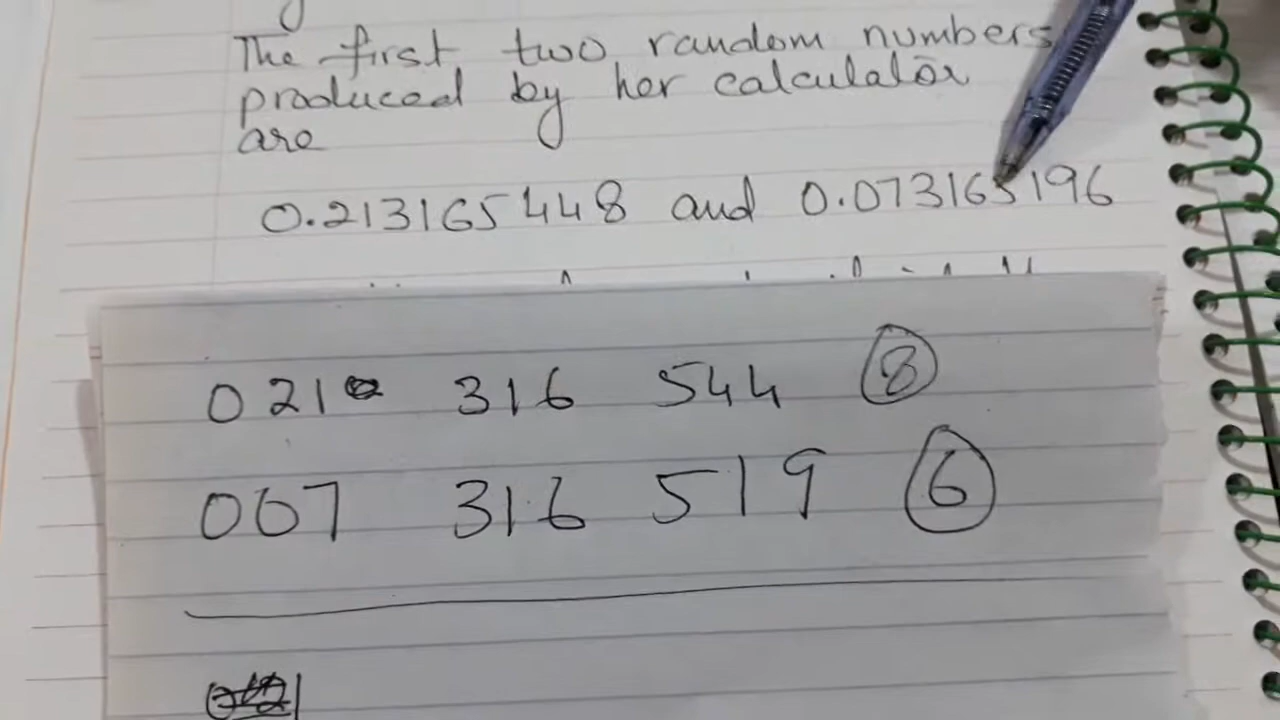 The first two random numbers
produced by her calculator
are
0.213165448 and 0.073165196
021 316 544 8
007 316 519 6